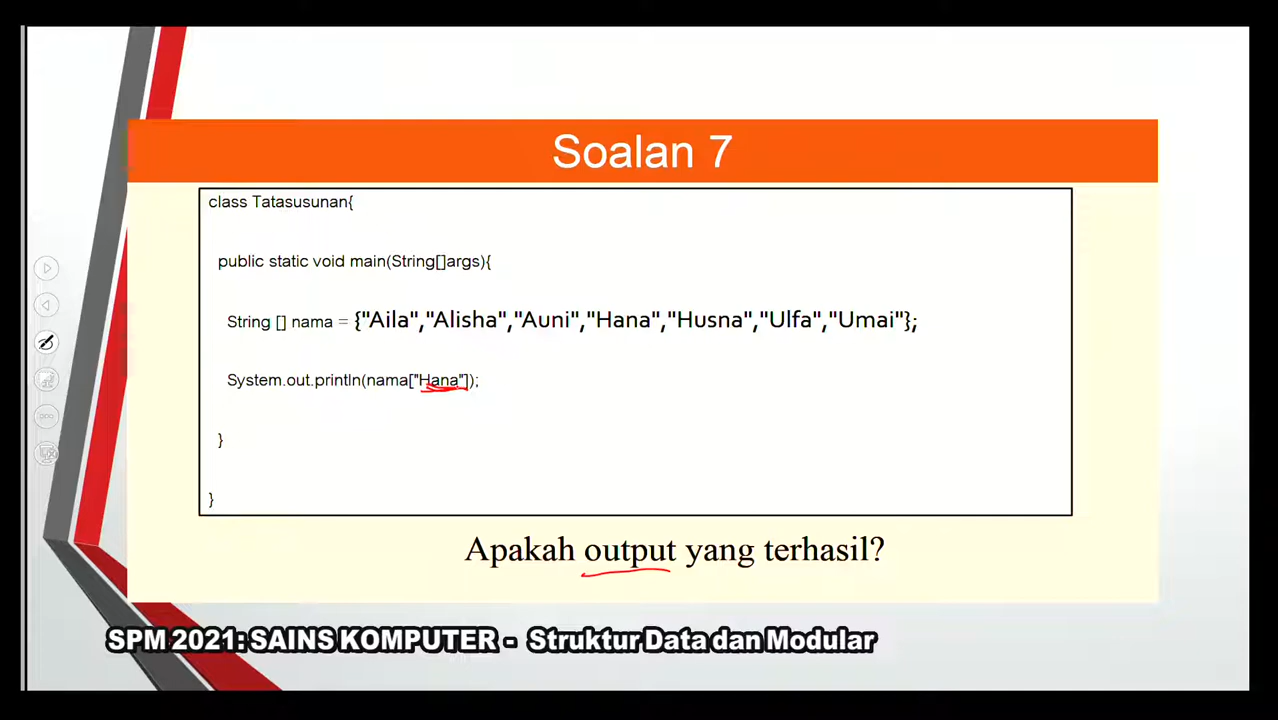 Soalan 7
class Tatasusunan{
public static void main(String[]args){
String [] nama = {"Aila","Alisha","Auni","Hana","Husna","Ulfa","Umai"};
System.out.println(nama["Hana"]);
}
}
Apakah output yang terhasil?
SPM 2021: SAINS KOMPUTER - Struktur Data dan Modular